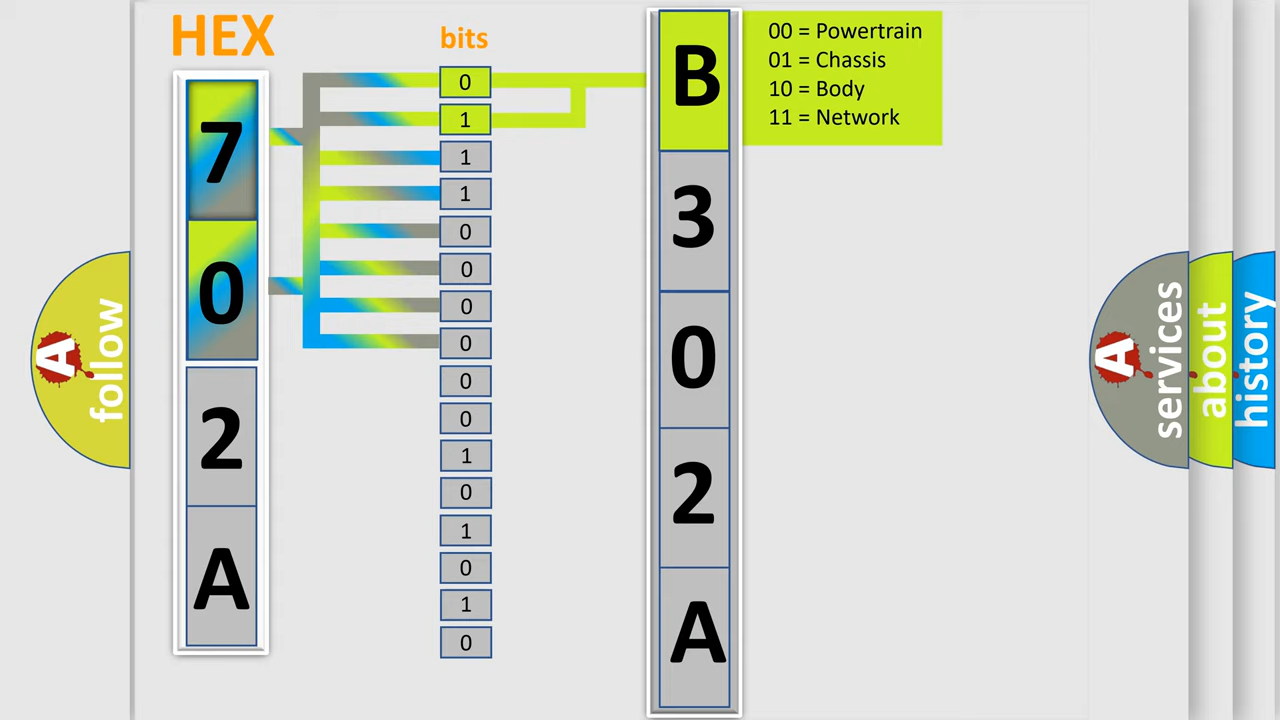 HEX
bits
7
0
2
A
0
1
1
1
0
0
0
0
0
0
1
0
1
0
1
0
B
3
0
2
A
00 = Powertrain
01 = Chassis
10 = Body
11 = Network
A
follow
A
services
about
history